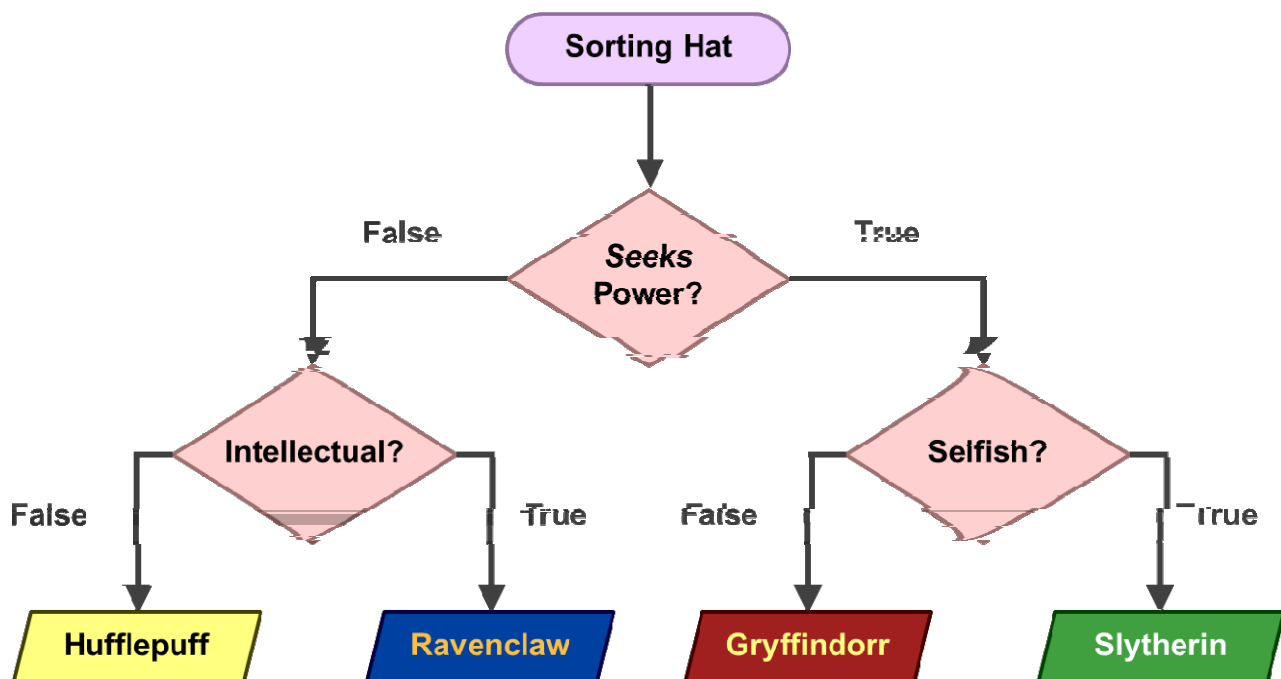 Sorting Hat
False
True
Seeks
Power?
Intellectual?
Selfish?
False
True
False
True
Hufflepuff
Ravenclaw
Gryffindorr
Slytherin